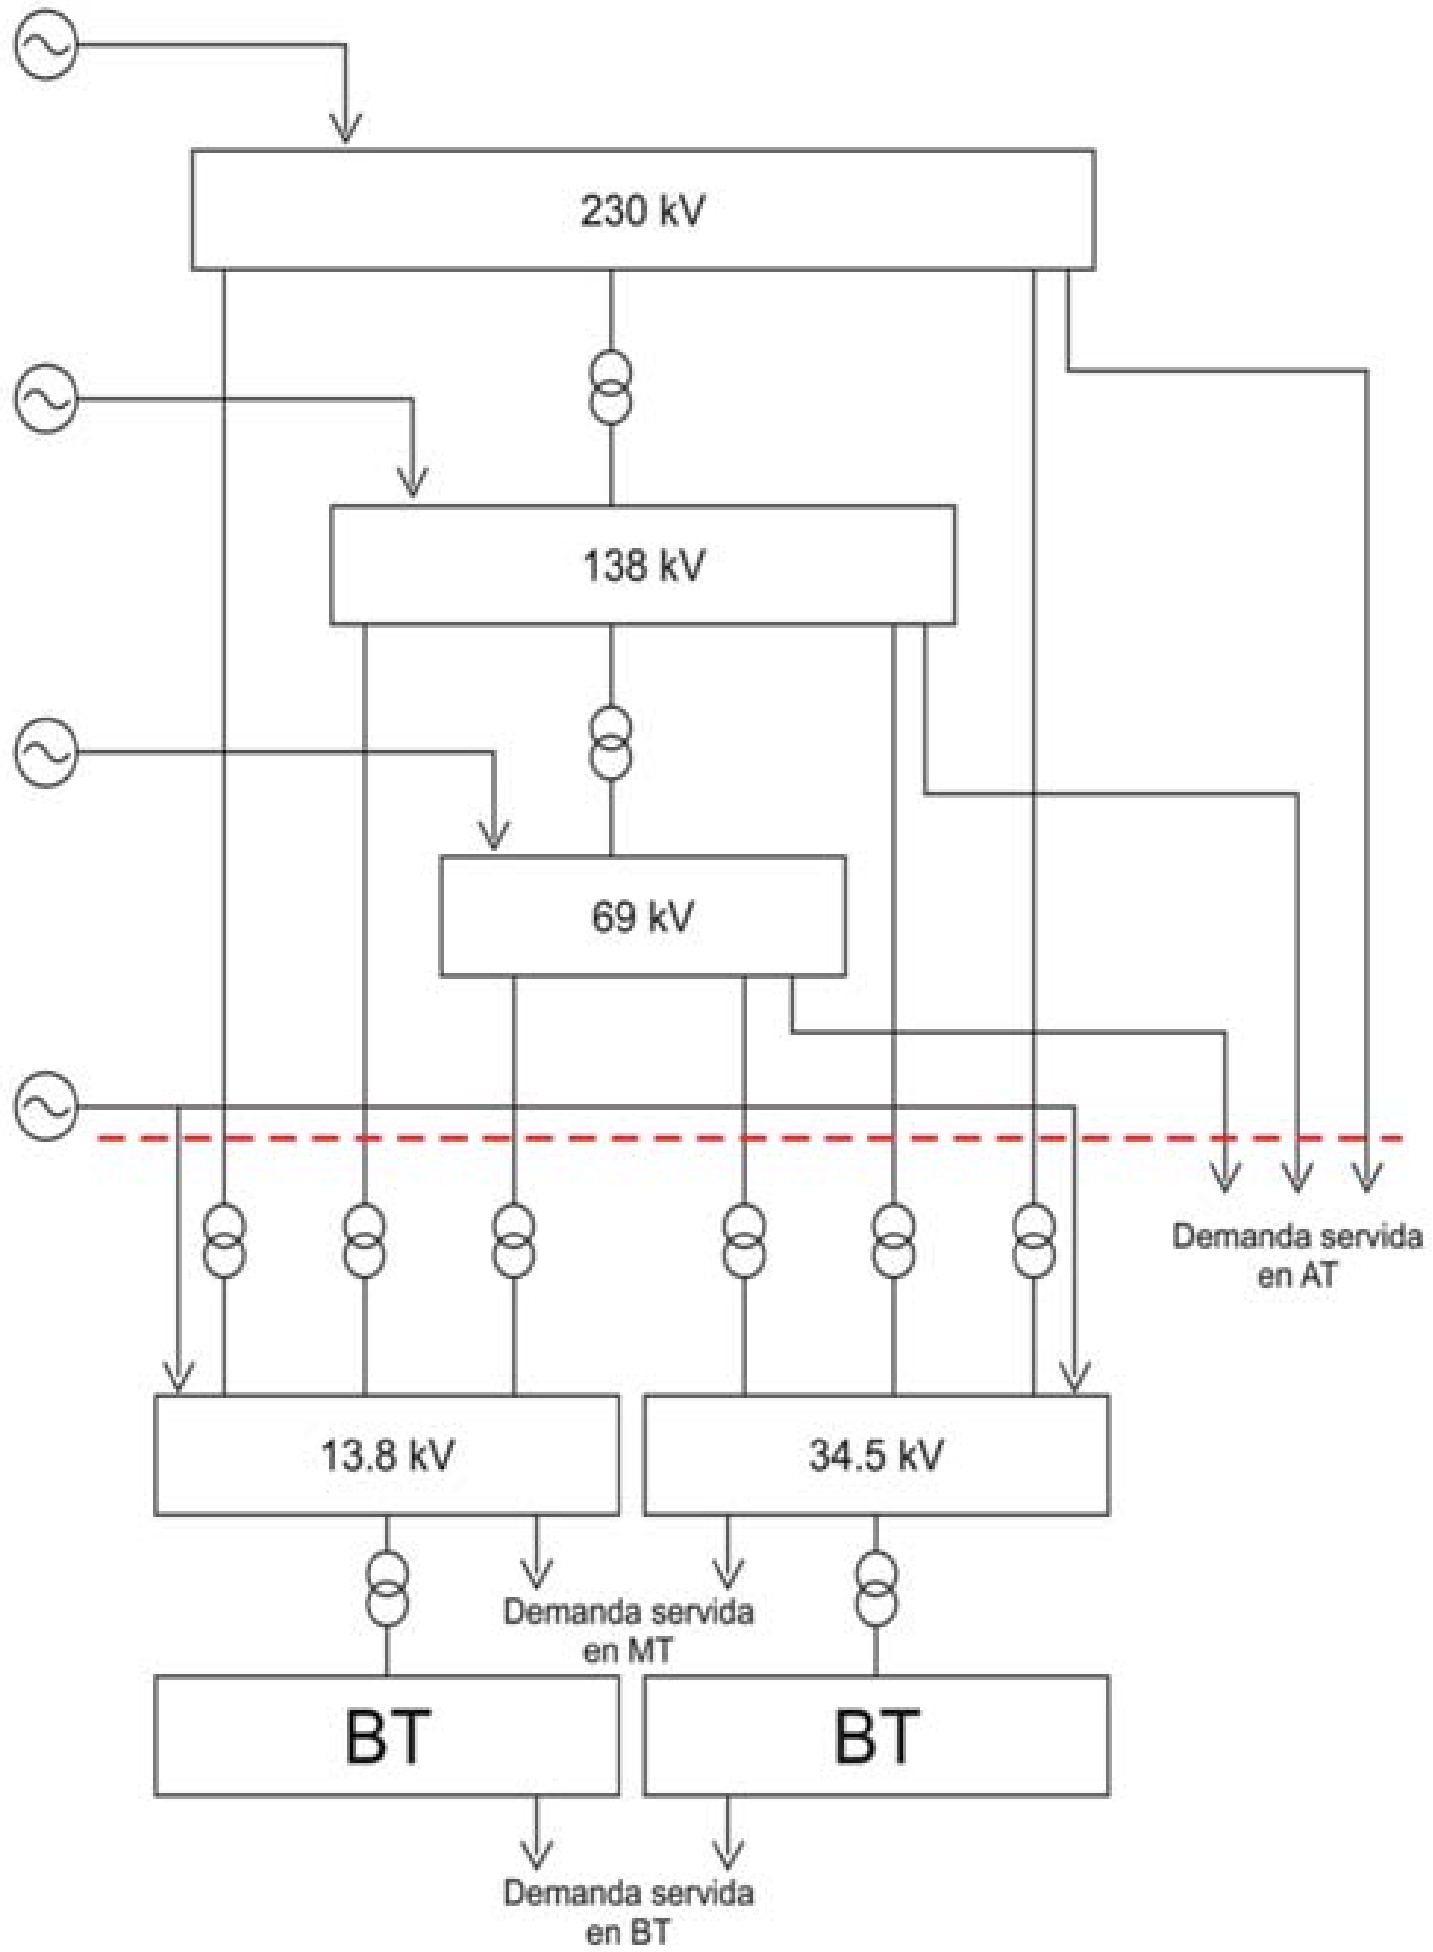 230 kV
138 kV
69 kV
Demanda servida
en AT
13.8 kV
34.5 kV
Demanda servida
en MT
BT
BT
Demanda servida
en BT